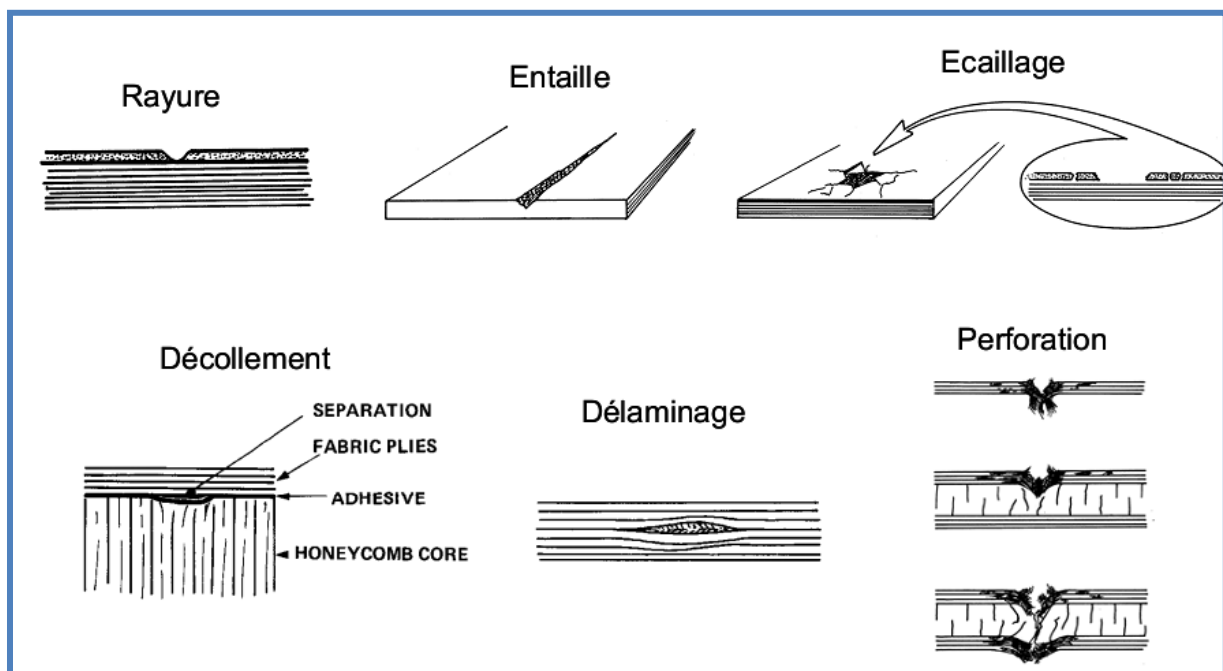 Rayure
Entaille
Ecaillage
Décollement
SEPARATION
FABRIC PLIES
ADHESIVE
HONEYCOMB CORE
Délaminage
Perforation